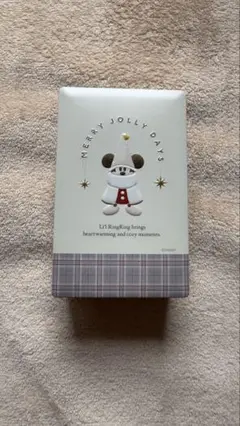 MERRY JOLLY DAYS
Li'l RingRing brings
heartwarming and cozy moments.